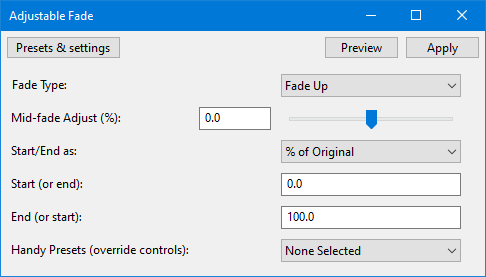 Adjustable Fade
Presets & settings
Preview
Apply
Fade Type:
Fade Up
Mid-fade Adjust (%):
0.0
Start/End as:
% of Original
Start (or end):
0.0
End (or start):
100.0
Handy Presets (override controls):
None Selected